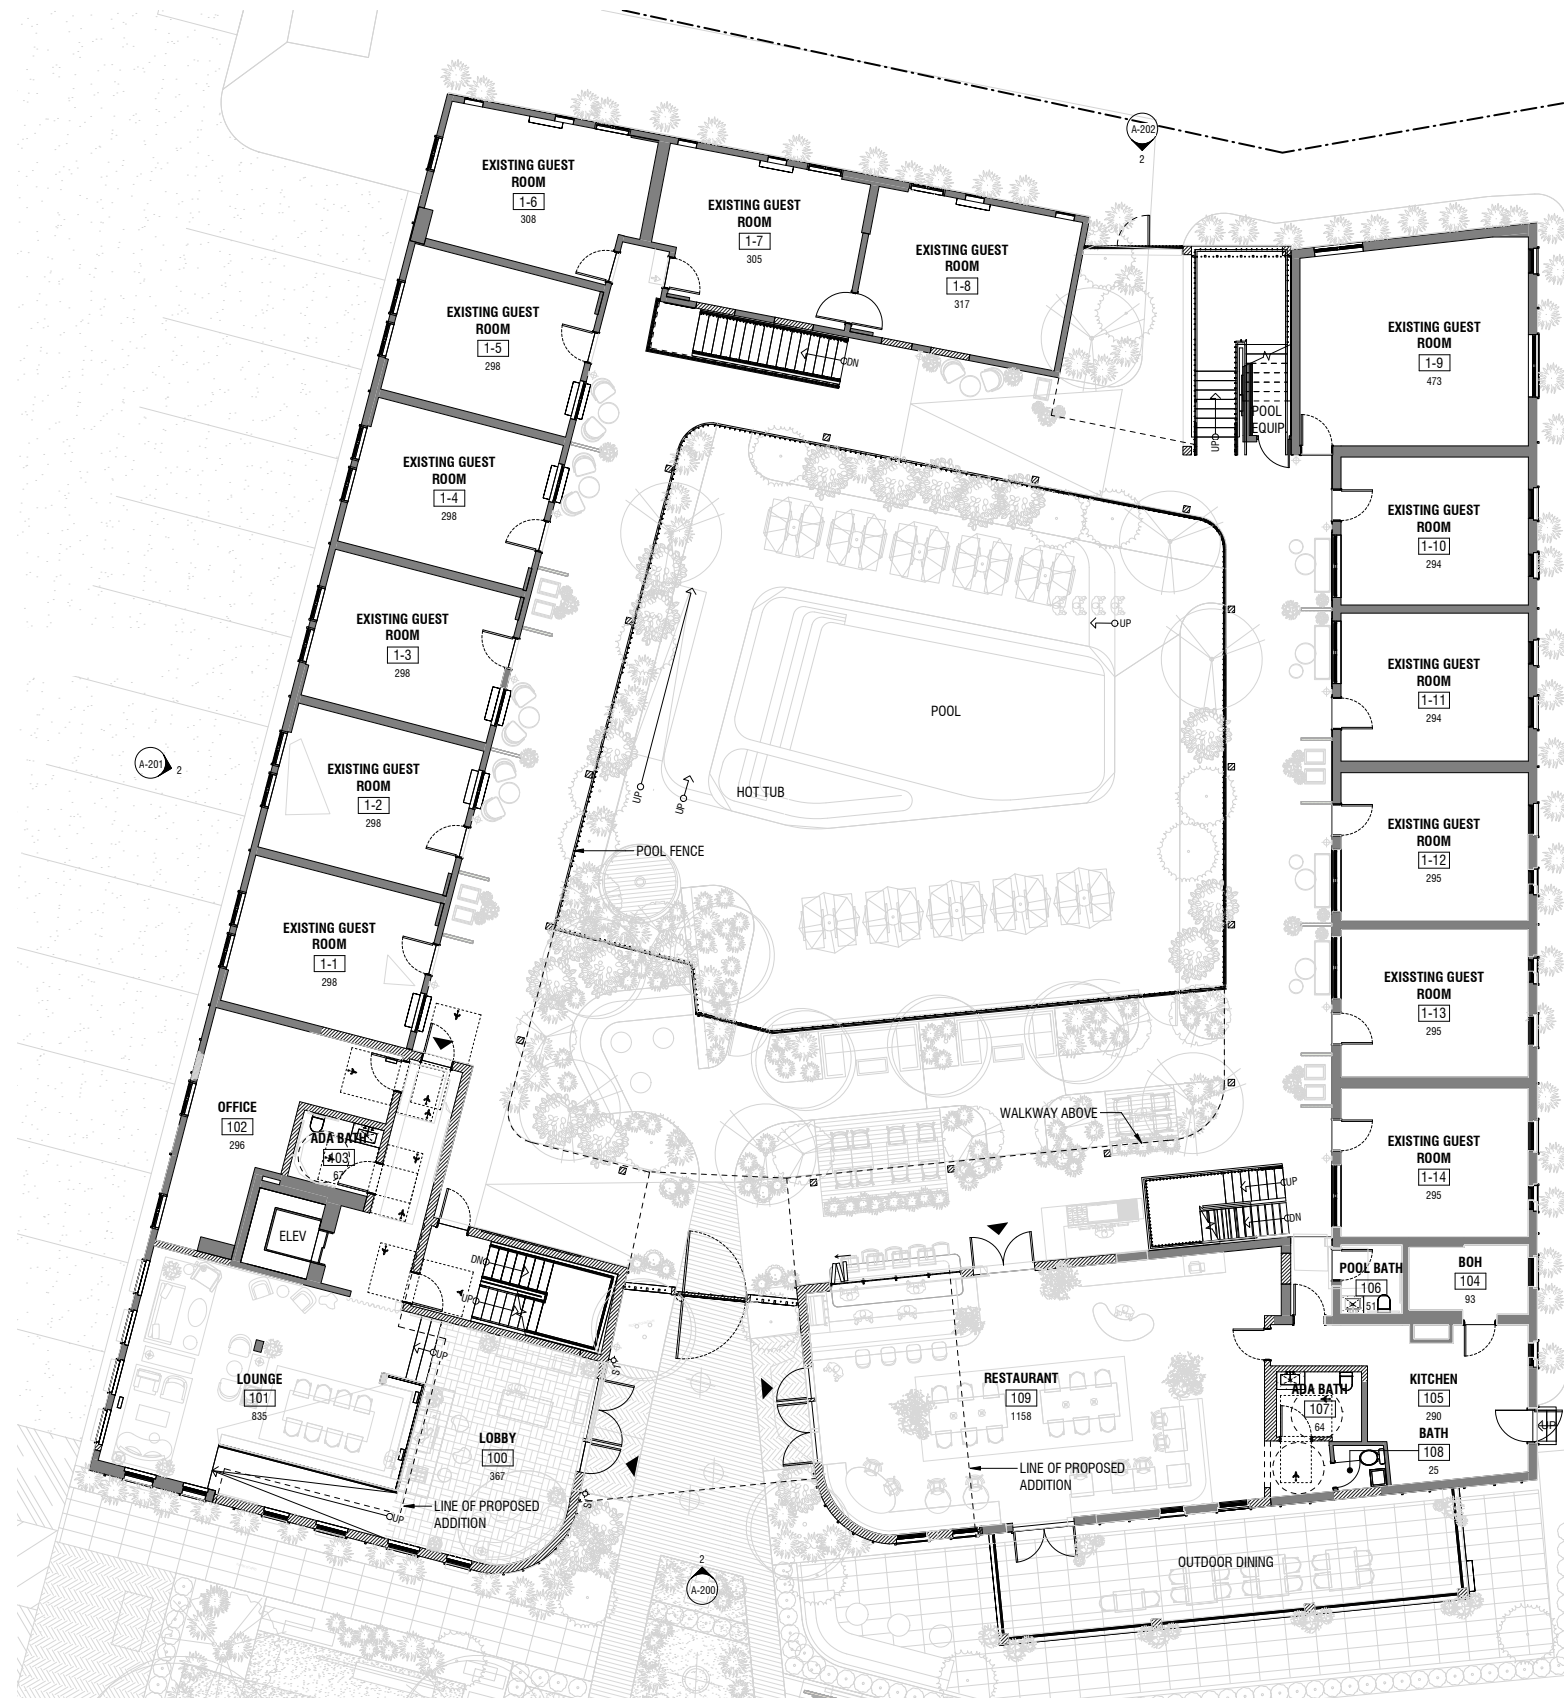 A-202
2
EXISTING GUEST
ROOM
1-6
308
EXISTING GUEST
ROOM
1-7
305
EXISTING GUEST
ROOM
1-8
317
EXISTING GUEST
ROOM
1-5
298
DN
EXISTING GUEST
ROOM
1-9
473
POOL
EQUIP.
UP
EXISTING GUEST
ROOM
1-4
298
EXISTING GUEST
ROOM
1-10
294
EXISTING GUEST
ROOM
1-3
298
UP
EXISTING GUEST
ROOM
1-11
294
POOL
A-201
2
EXISTING GUEST
ROOM
1-2
298
UP
UP
HOT TUB
POOL FENCE
EXISTING GUEST
ROOM
1-12
295
EXISTING GUEST
ROOM
1-1
298
EXISSTING GUEST
ROOM
1-13
295
OFFICE
102
296
ADA BATH
103
67
WALKWAY ABOVE
EXISTING GUEST
ROOM
1-14
295
UP
DN
ELEV
DN
UP
POOL BATH
106
51
BOH
104
93
UP
LOUNGE
101
835
LOBBY
100
367
RESTAURANT
109
1158
ADA BATH
107
64
KITCHEN
105
290
BATH
108
25
UP
S
S
LINE OF PROPOSED
ADDITION
UP
LINE OF PROPOSED
ADDITION
OUTDOOR DINING
2
A-200